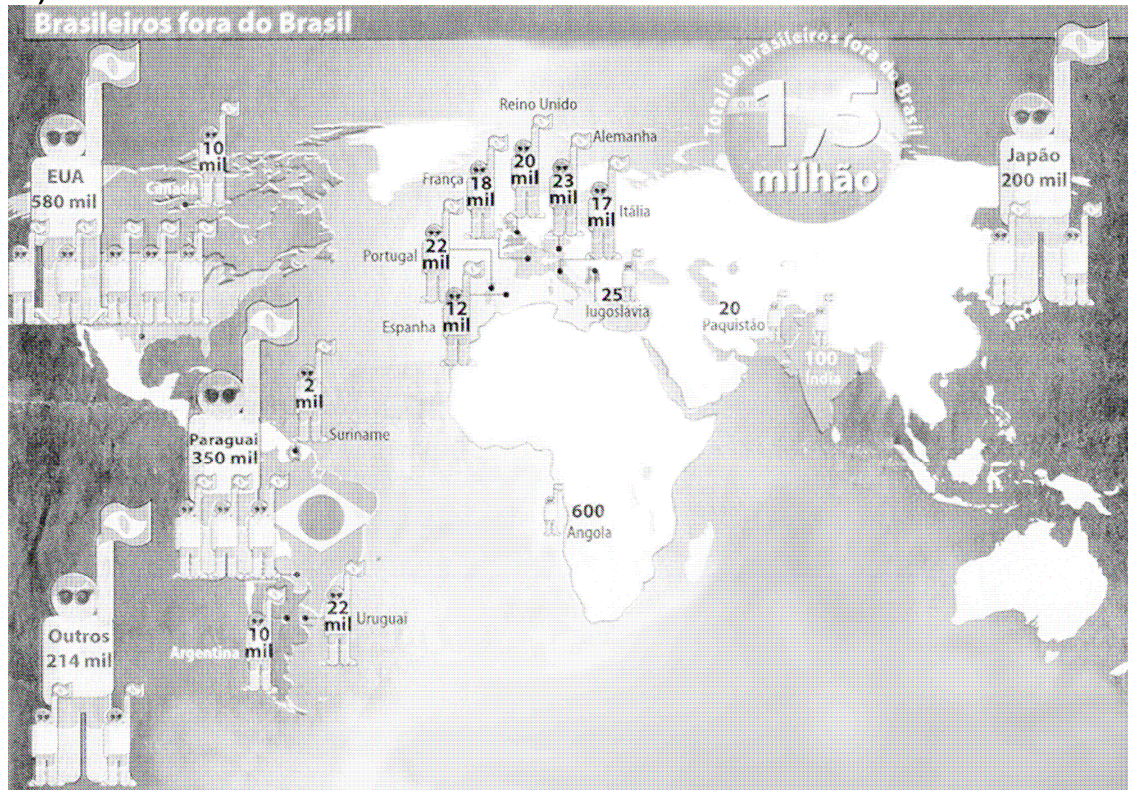 Brasileiros fora do Brasil
Total de brasileiros fora do Brasil
1,5
milhão
EUA
580 mil
10
mil
Canadá
Reino Unido
20
mil
Alemanha
23
mil
França
18
mil
17
mil
Itália
Portugal
22
mil
Espanha
12
mil
25
Iugoslávia
20
Paquistão
100
Índia
Japão
200 mil
2
mil
Suriname
Paraguai
350 mil
600
Angola
22
mil
Uruguai
10
mil
Argentina
Outros
214 mil